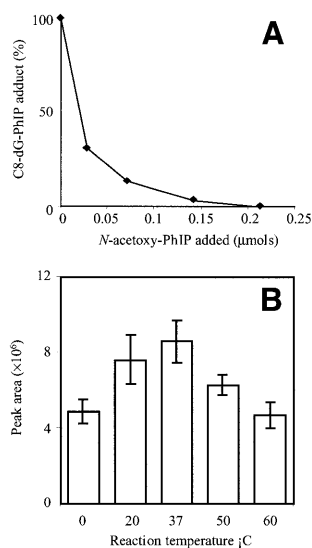 A
C8-dG-PhIP adduct (%)
100
50
0
0 0.05 0.1 0.15 0.2 0.25
N-acetoxy-PhIP added (μmols)
B
Peak area (×10⁶)
12
8
4
0
0 20 37 50 60
Reaction temperature ¡C